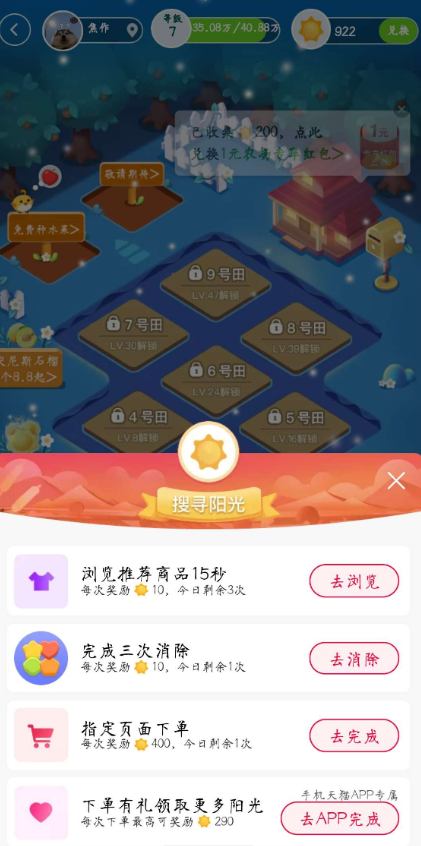 焦作
等级
7
35.08万/40.88万
922
兑换
已收集 200，点此
兑换1元农场专享红包>
1元
敬请期待>
免费种水果>
9号田
LV.47解锁
7号田
LV.30解锁
8号田
LV.39解锁
突尼斯石榴
个8.8起>
6号田
LV.24解锁
4号田
LV.8解锁
5号田
LV.16解锁
搜寻阳光
浏览推荐商品15秒
每次奖励 10，今日剩余3次
去浏览
完成三次消除
每次奖励 10，今日剩余1次
去消除
指定页面下单
每次奖励 400，今日剩余1次
去完成
手机天猫APP专属
下单有礼领取更多阳光
每次下单最高可奖励 290
去APP完成